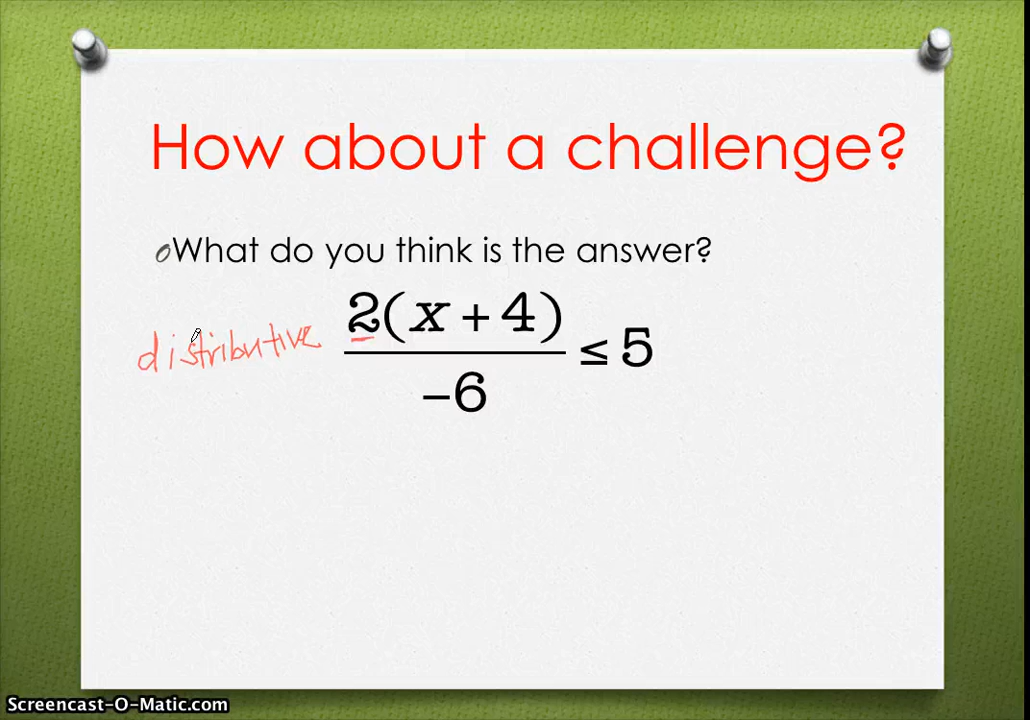 How about a challenge?
What do you think is the answer?
distributive
2(x + 4)
≤ 5
–6
Screencast-O-Matic.com